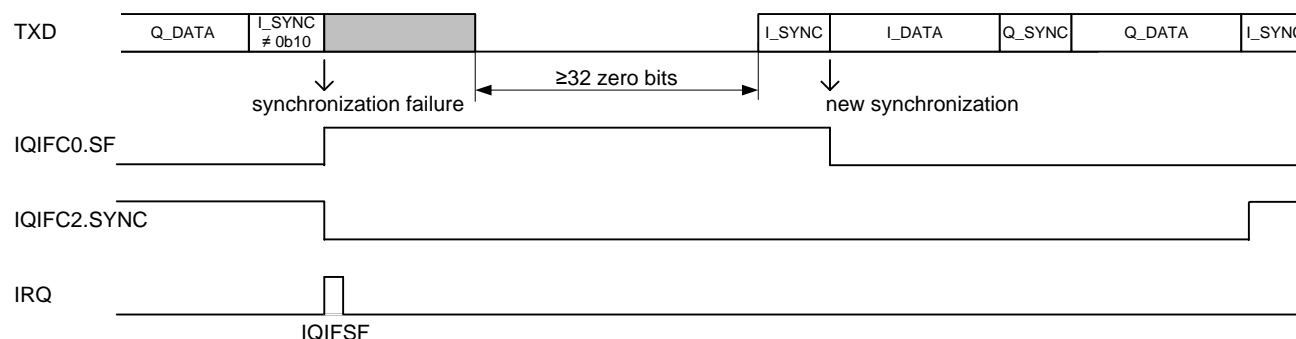 TXD
Q_DATA
I_SYNC
≠ 0b10
I_SYNC
I_DATA
Q_SYNC
Q_DATA
I_SYNC
≥32 zero bits
synchronization failure
new synchronization
IQIFC0.SF
IQIFC2.SYNC
IRQ
IQIFSF